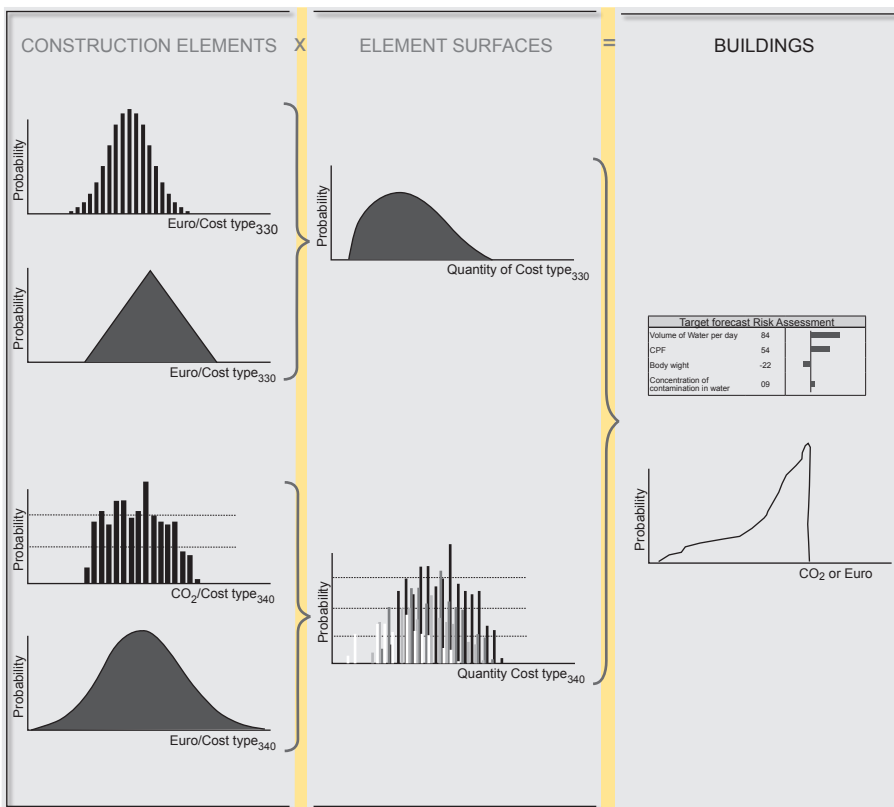 CONSTRUCTION ELEMENTS x ELEMENT SURFACES = BUILDINGS
Probability
Euro/Cost type330
Probability
Euro/Cost type330
Probability
CO2/Cost type340
Probability
Euro/Cost type340
Probability
Quantity of Cost type330
Probability
Quantity Cost type340
Target forecast Risk Assessment
Volume of Water per day 84
CPF 54
Body wight -22
Concentration of
contamination in water 09
Probability
CO2 or Euro